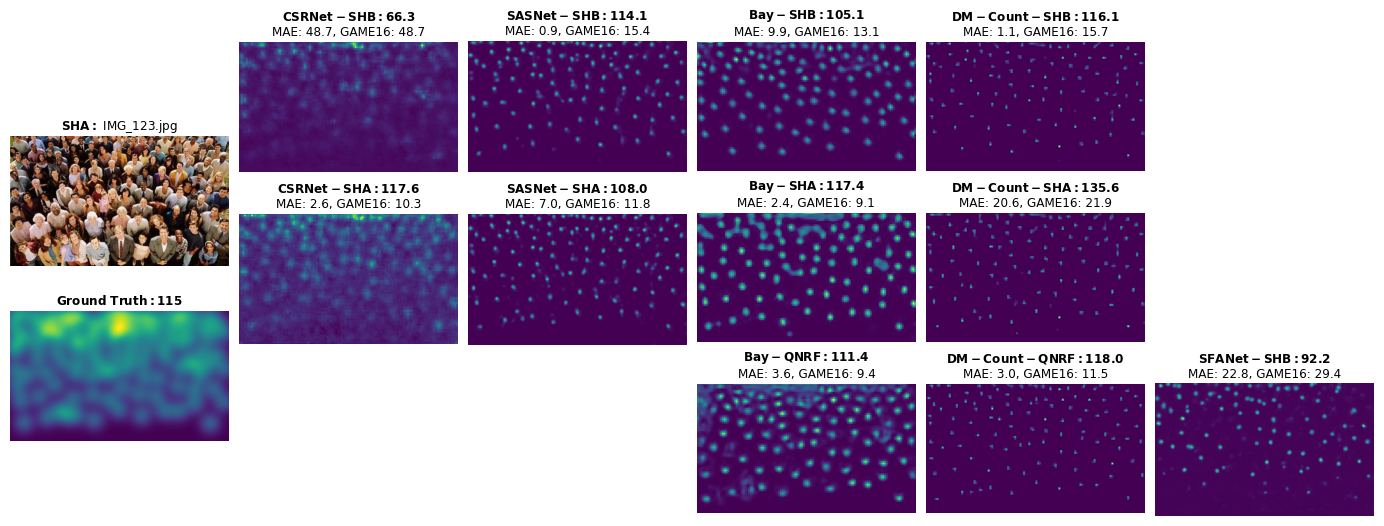 CSRNet − SHB : 66.3
MAE: 48.7, GAME16: 48.7
SASNet − SHB : 114.1
MAE: 0.9, GAME16: 15.4
Bay − SHB : 105.1
MAE: 9.9, GAME16: 13.1
DM − Count − SHB : 116.1
MAE: 1.1, GAME16: 15.7
SHA : IMG_123.jpg
CSRNet − SHA : 117.6
MAE: 2.6, GAME16: 10.3
SASNet − SHA : 108.0
MAE: 7.0, GAME16: 11.8
Bay − SHA : 117.4
MAE: 2.4, GAME16: 9.1
DM − Count − SHA : 135.6
MAE: 20.6, GAME16: 21.9
Ground Truth : 115
Bay − QNRF : 111.4
MAE: 3.6, GAME16: 9.4
DM − Count − QNRF : 118.0
MAE: 3.0, GAME16: 11.5
SFANet − SHB : 92.2
MAE: 22.8, GAME16: 29.4